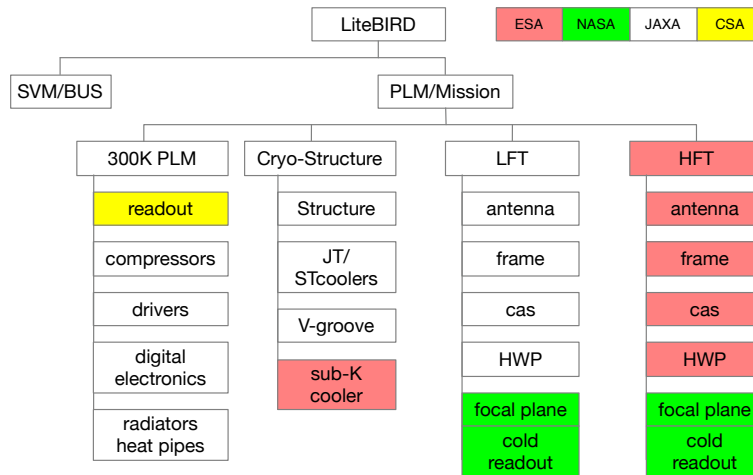 LiteBIRD
ESA
NASA
JAXA
CSA
SVM/BUS
PLM/Mission
300K PLM
readout
compressors
drivers
digital
electronics
radiators
heat pipes
Cryo-Structure
Structure
JT/
STcoolers
V-groove
sub-K
cooler
LFT
antenna
frame
cas
HWP
focal plane
cold
readout
HFT
antenna
frame
cas
HWP
focal plane
cold
readout